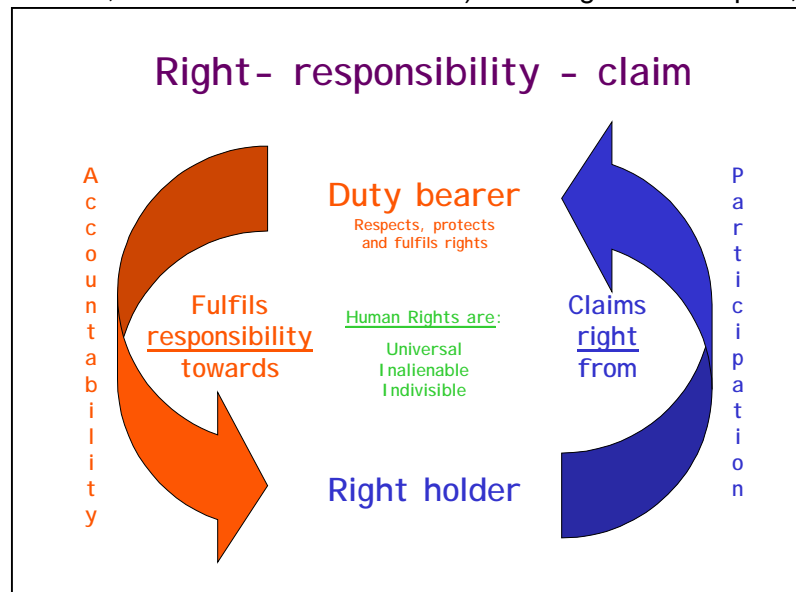 Right- responsibility - claim
Accountability
Duty bearer
Respects, protects
and fulfils rights
Participation
Fulfils
responsibility
towards
Human Rights are:
Universal
Inalienable
Indivisible
Claims
right
from
Right holder